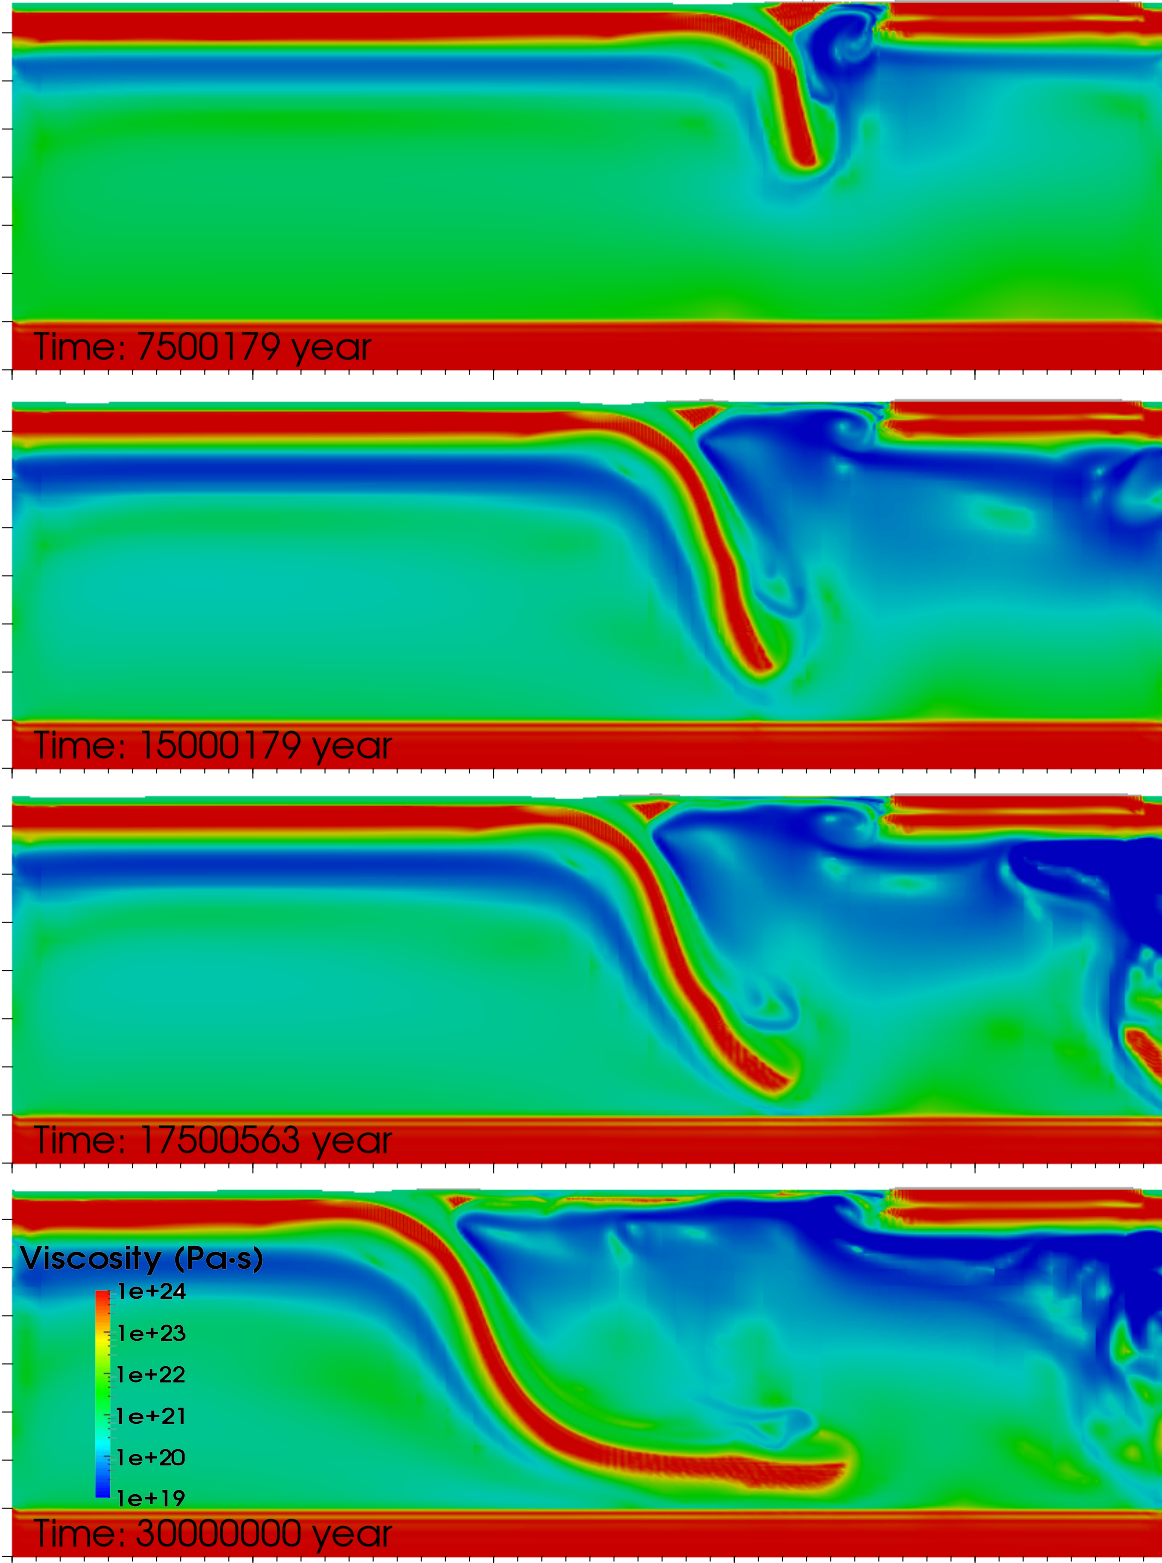 Time: 7500179 year
Time: 15000179 year
Time: 17500563 year
Viscosity (Pa·s)
1e+24
1e+23
1e+22
1e+21
1e+20
1e+19
Time: 30000000 year